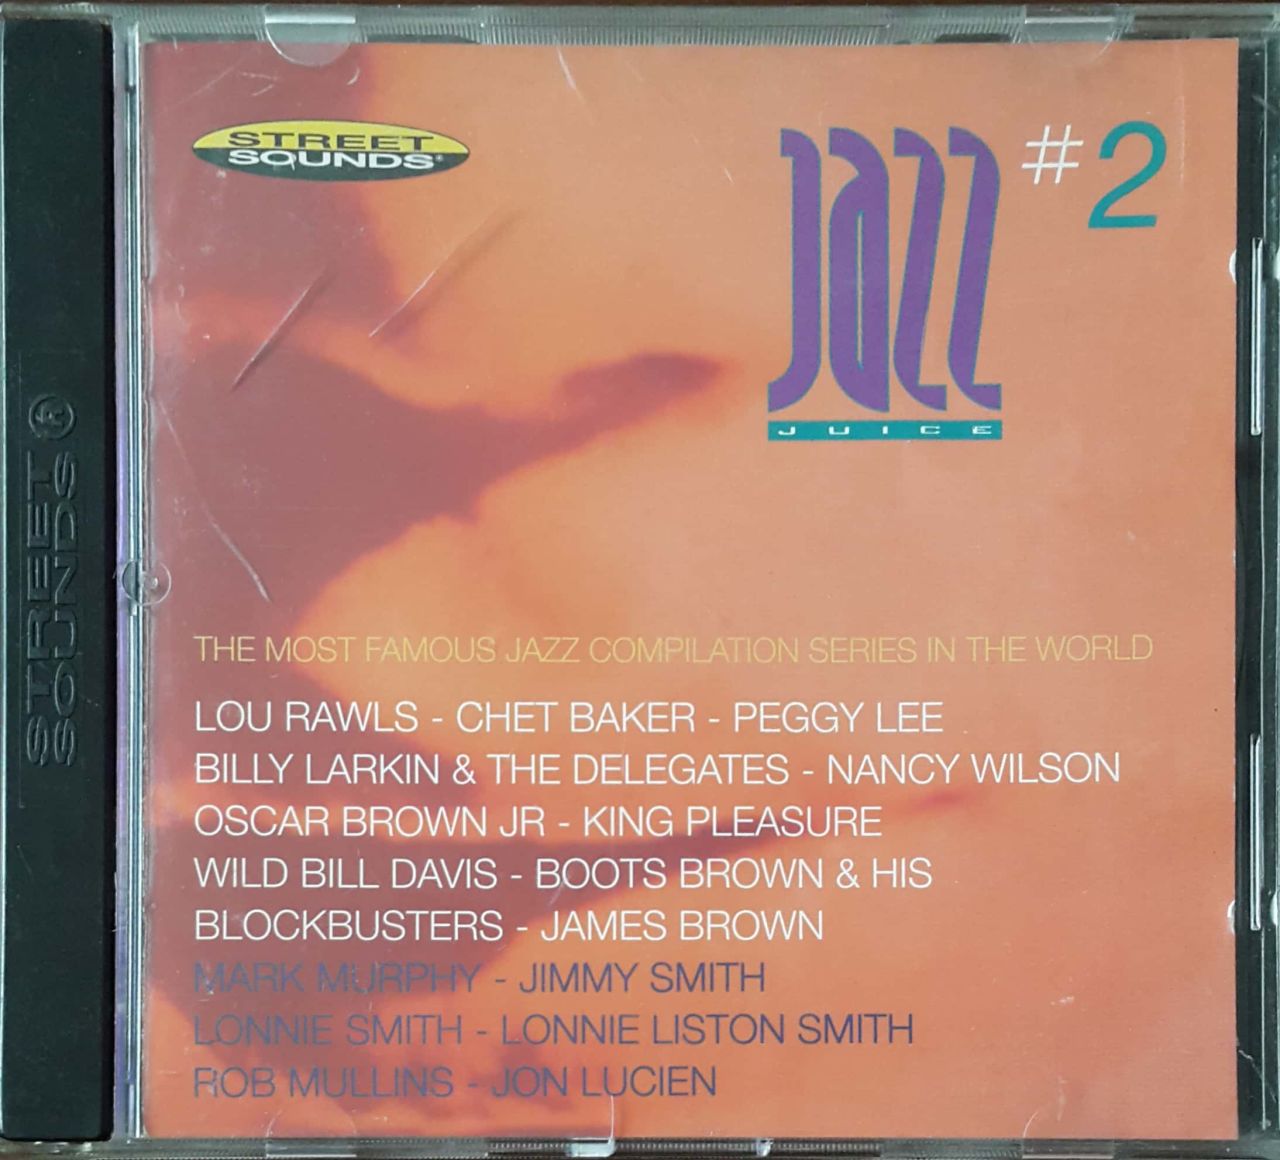 STREET
SOUNDS®
JAZZ #2
JUICE
STREET
SOUNDS ®
THE MOST FAMOUS JAZZ COMPILATION SERIES IN THE WORLD
LOU RAWLS - CHET BAKER - PEGGY LEE
BILLY LARKIN & THE DELEGATES - NANCY WILSON
OSCAR BROWN JR - KING PLEASURE
WILD BILL DAVIS - BOOTS BROWN & HIS
BLOCKBUSTERS - JAMES BROWN
MARK MURPHY - JIMMY SMITH
LONNIE SMITH - LONNIE LISTON SMITH
ROB MULLINS - JON LUCIEN